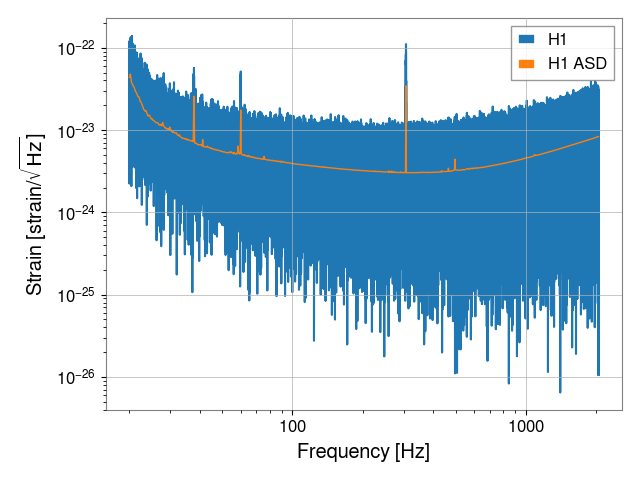 H1
H1 ASD
Strain [strain/√Hz]
10⁻²²
10⁻²³
10⁻²⁴
10⁻²⁵
10⁻²⁶
100
1000
Frequency [Hz]